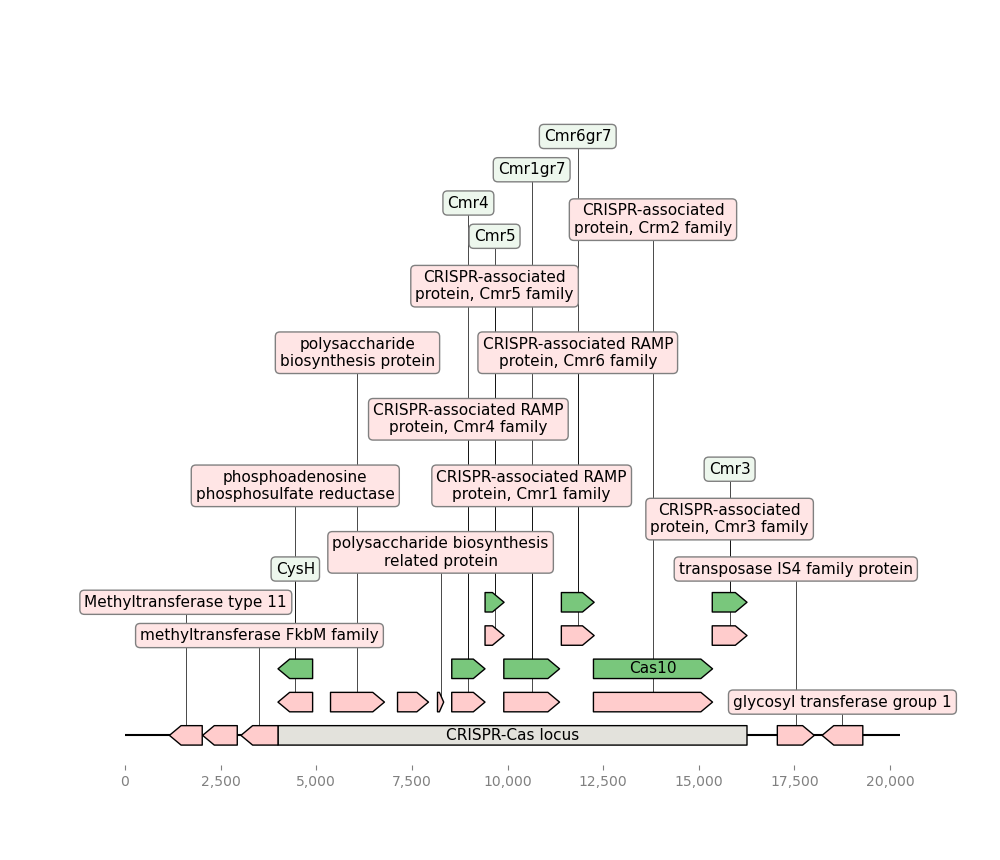 Cmr6gr7
Cmr1gr7
Cmr4
CRISPR-associated
protein, Crm2 family
Cmr5
CRISPR-associated
protein, Cmr5 family
polysaccharide
biosynthesis protein
CRISPR-associated RAMP
protein, Cmr6 family
CRISPR-associated RAMP
protein, Cmr4 family
phosphoadenosine
phosphosulfate reductase
CRISPR-associated RAMP
protein, Cmr1 family
Cmr3
CRISPR-associated
protein, Cmr3 family
polysaccharide biosynthesis
related protein
CysH
transposase IS4 family protein
Methyltransferase type 11
methyltransferase FkbM family
Cas10
glycosyl transferase group 1
CRISPR-Cas locus
0 2,500 5,000 7,500 10,000 12,500 15,000 17,500 20,000